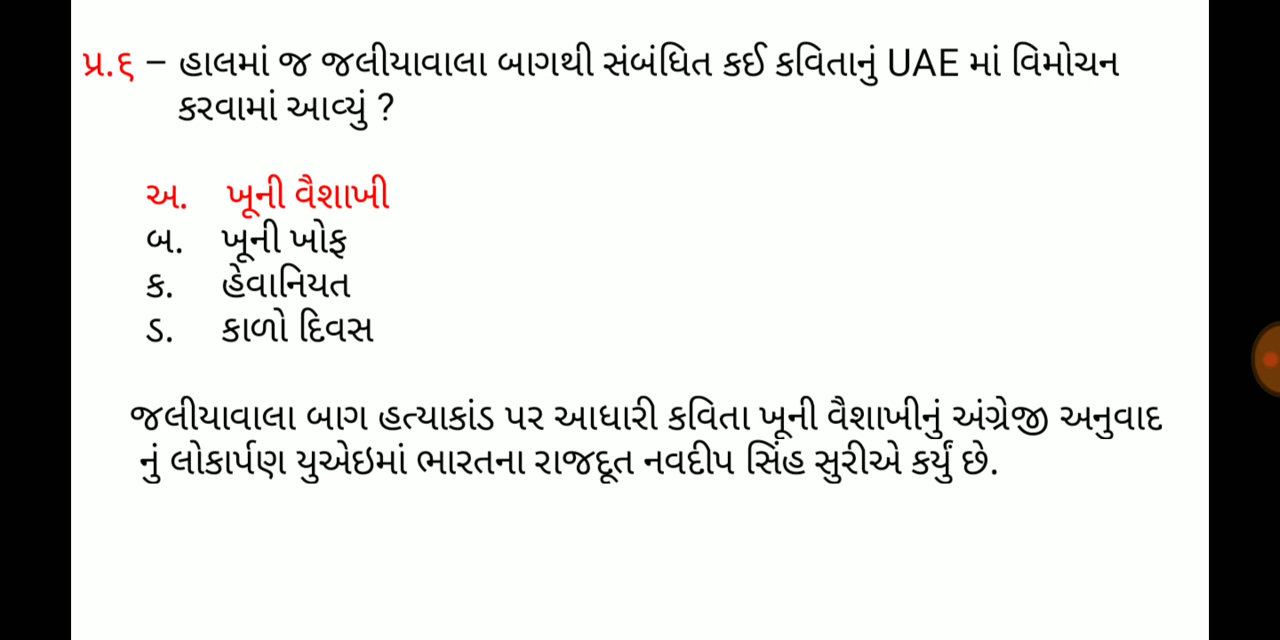 પ્ર.૬ – હાલમાં જ જલીયાવાલા બાગથી સંબંધિત કઈ કવિતાનું UAE માં વિમોચન
કરવામાં આવ્યું ?
અ. ખૂની વૈશાખી
બ. ખૂની ખોફ
ક. હેવાનિયત
ડ. કાળો દિવસ
જલીયાવાલા બાગ હત્યાકાંડ પર આધારી કવિતા ખૂની વૈશાખીનું અંગ્રેજી અનુવાદ
નું લોકાર્પણ યુએઇમાં ભારતના રાજદૂત નવદીપ સિંહ સુરીએ કર્યું છે.